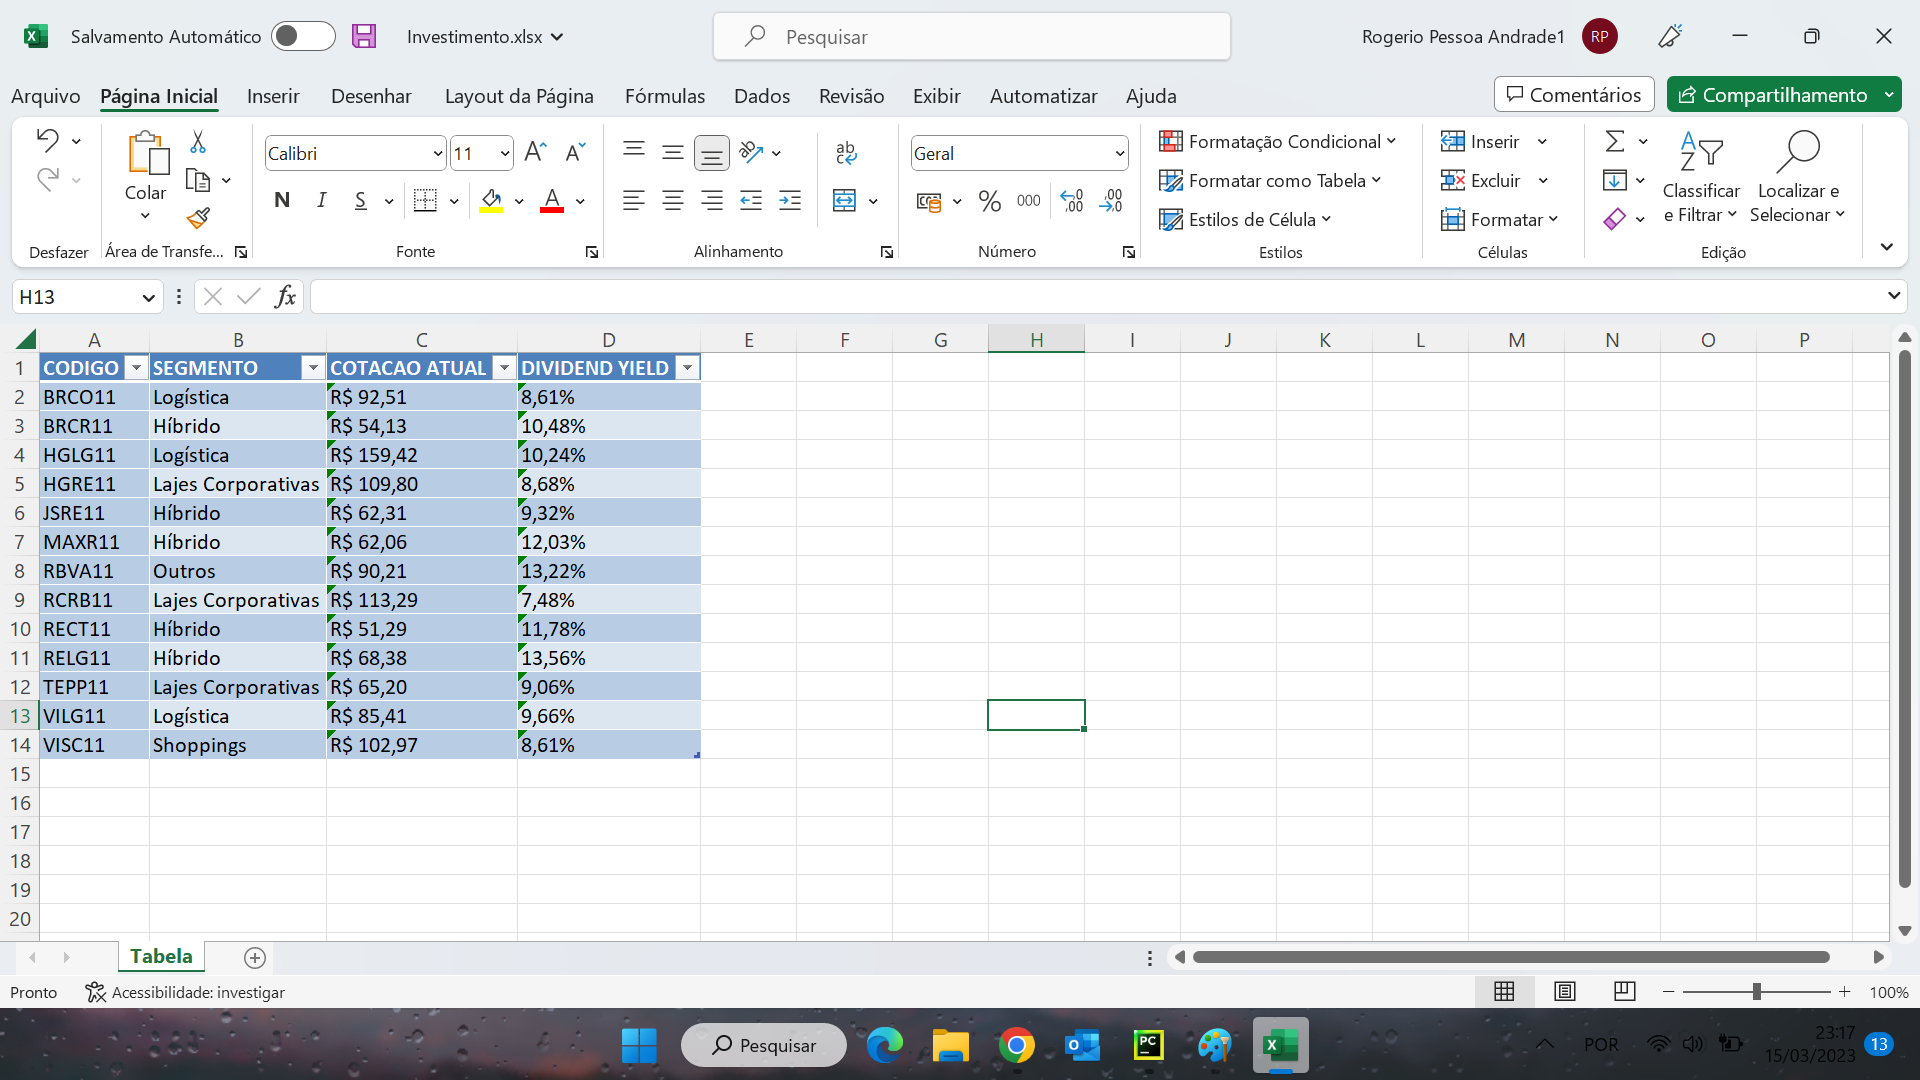 Salvamento Automático
Investimento.xlsx
Pesquisar
Rogerio Pessoa Andrade1
RP
Arquivo Página Inicial Inserir Desenhar Layout da Página Fórmulas Dados Revisão Exibir Automatizar Ajuda
Comentários
Compartilhamento
Colar
Calibri 11
N I S
ab
Geral
% 000
Formatação Condicional
Formatar como Tabela
Estilos de Célula
Inserir
Excluir
Formatar
Classificar e Filtrar
Localizar e Selecionar
Desfazer Área de Transfe... Fonte Alinhamento Número Estilos Células Edição
H13
fx
A B C D E F G H I J K L M N O P
1 CODIGO SEGMENTO COTACAO ATUAL DIVIDEND YIELD
2 BRCO11 Logística R$ 92,51 8,61%
3 BRCR11 Híbrido R$ 54,13 10,48%
4 HGLG11 Logística R$ 159,42 10,24%
5 HGRE11 Lajes Corporativas R$ 109,80 8,68%
6 JSRE11 Híbrido R$ 62,31 9,32%
7 MAXR11 Híbrido R$ 62,06 12,03%
8 RBVA11 Outros R$ 90,21 13,22%
9 RCRB11 Lajes Corporativas R$ 113,29 7,48%
10 RECT11 Híbrido R$ 51,29 11,78%
11 RELG11 Híbrido R$ 68,38 13,56%
12 TEPP11 Lajes Corporativas R$ 65,20 9,06%
13 VILG11 Logística R$ 85,41 9,66%
14 VISC11 Shoppings R$ 102,97 8,61%
15
16
17
18
19
20
Tabela
Pronto Acessibilidade: investigar
100%
Pesquisar
POR
23:17
15/03/2023
13